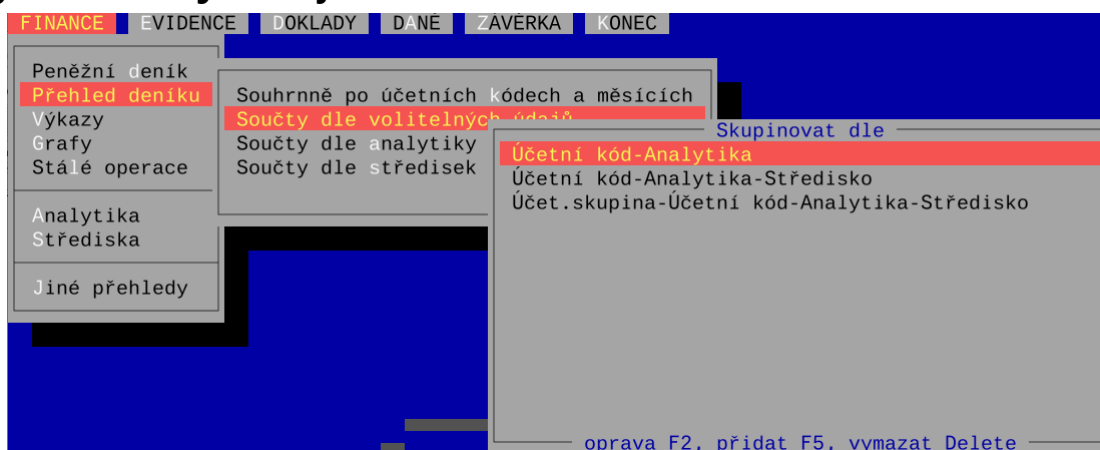 FINANCE EVIDENCE DOKLADY DANĚ ZÁVĚRKA KONEC
Peněžní deník
Přehled deníku
Výkazy
Grafy
Stálé operace
Analytika
Střediska
Jiné přehledy
Souhrnně po účetních kódech a měsících
Součty dle volitelných údajů
Součty dle analytiky
Součty dle středisek
Skupinovat dle
Účetní kód-Analytika
Účetní kód-Analytika-Středisko
Účet.skupina-Účetní kód-Analytika-Středisko
oprava F2, přidat F5, vymazat Delete